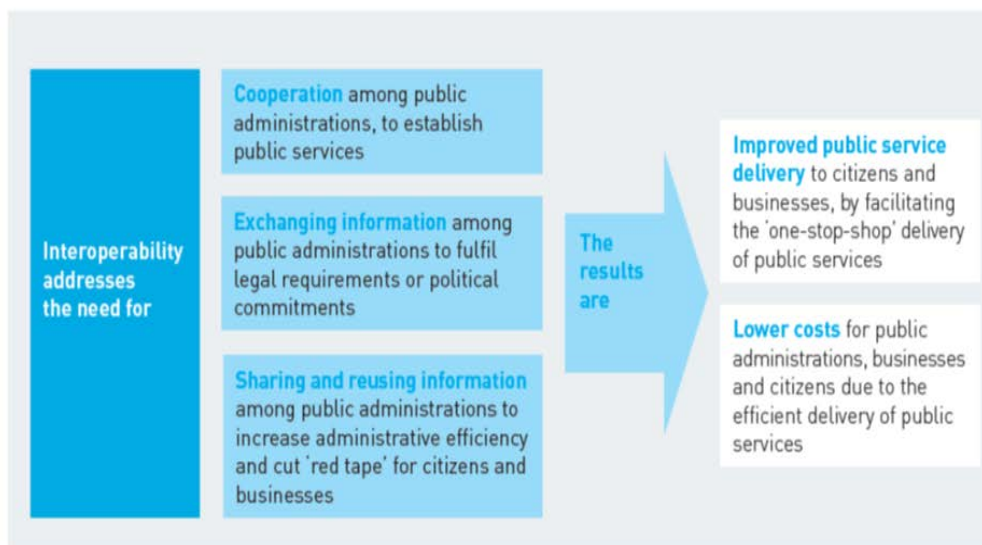 Interoperability
addresses
the need for
Cooperation among public
administrations, to establish
public services
Exchanging information among
public administrations to fulfil
legal requirements or political
commitments
Sharing and reusing information
among public administrations to
increase administrative efficiency
and cut 'red tape' for citizens and
businesses
The
results
are
Improved public service
delivery to citizens and
businesses, by facilitating
the 'one-stop-shop' delivery
of public services
Lower costs for public
administrations, businesses
and citizens due to the
efficient delivery of public
services